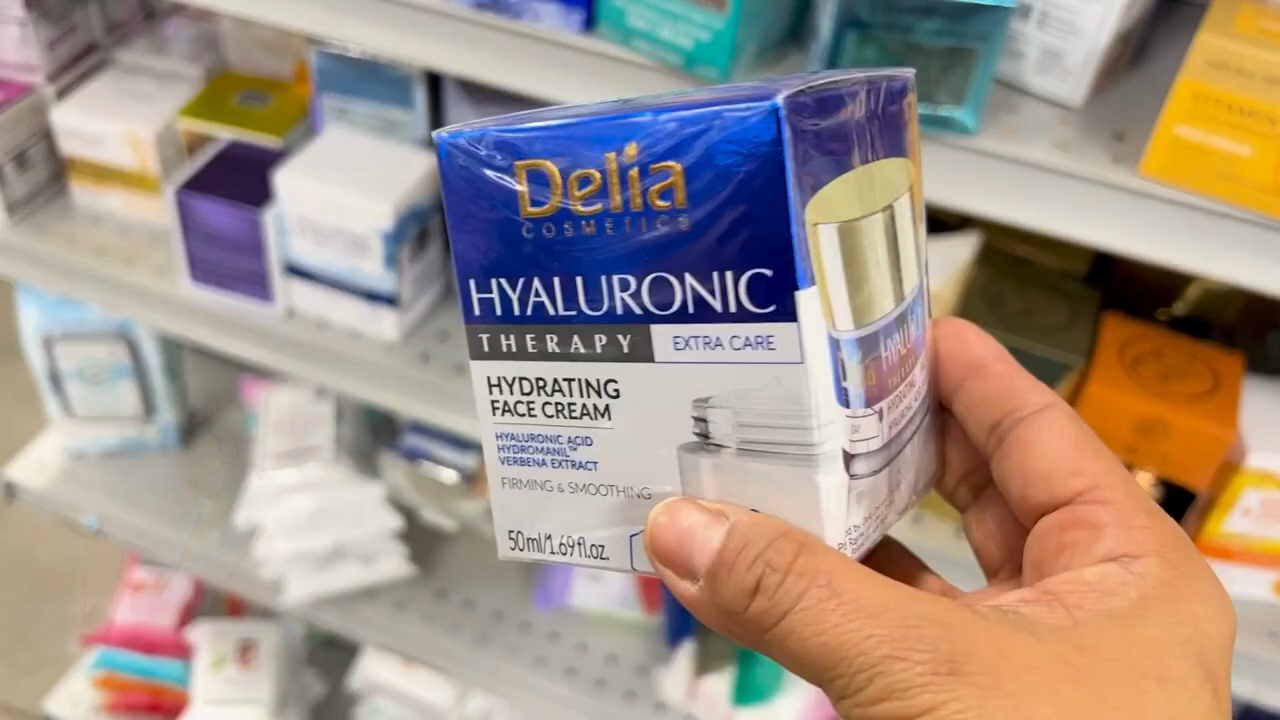 Delia
COSMETICS
HYALURONIC
THERAPY EXTRA CARE
HYDRATING
FACE CREAM
HYALURONIC ACID
HYDROMANIL™
VERBENA EXTRACT
FIRMING & SMOOTHING
50ml/1.69fl.oz.
DAY